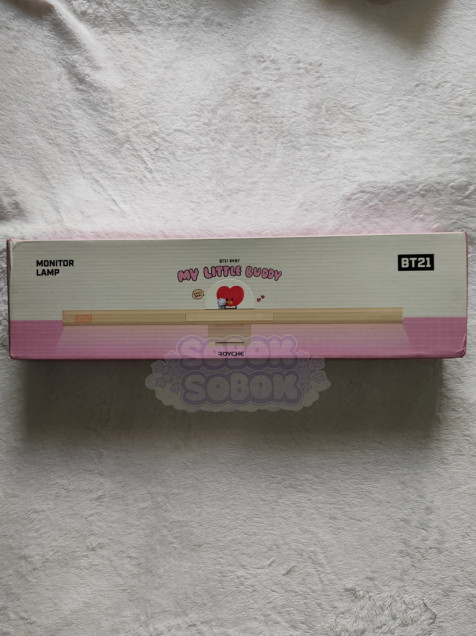 MONITOR
LAMP
BT21 BABY
MY LITTLE BUDDY
BT21
ROYCHE
SOBOK
SOBOK